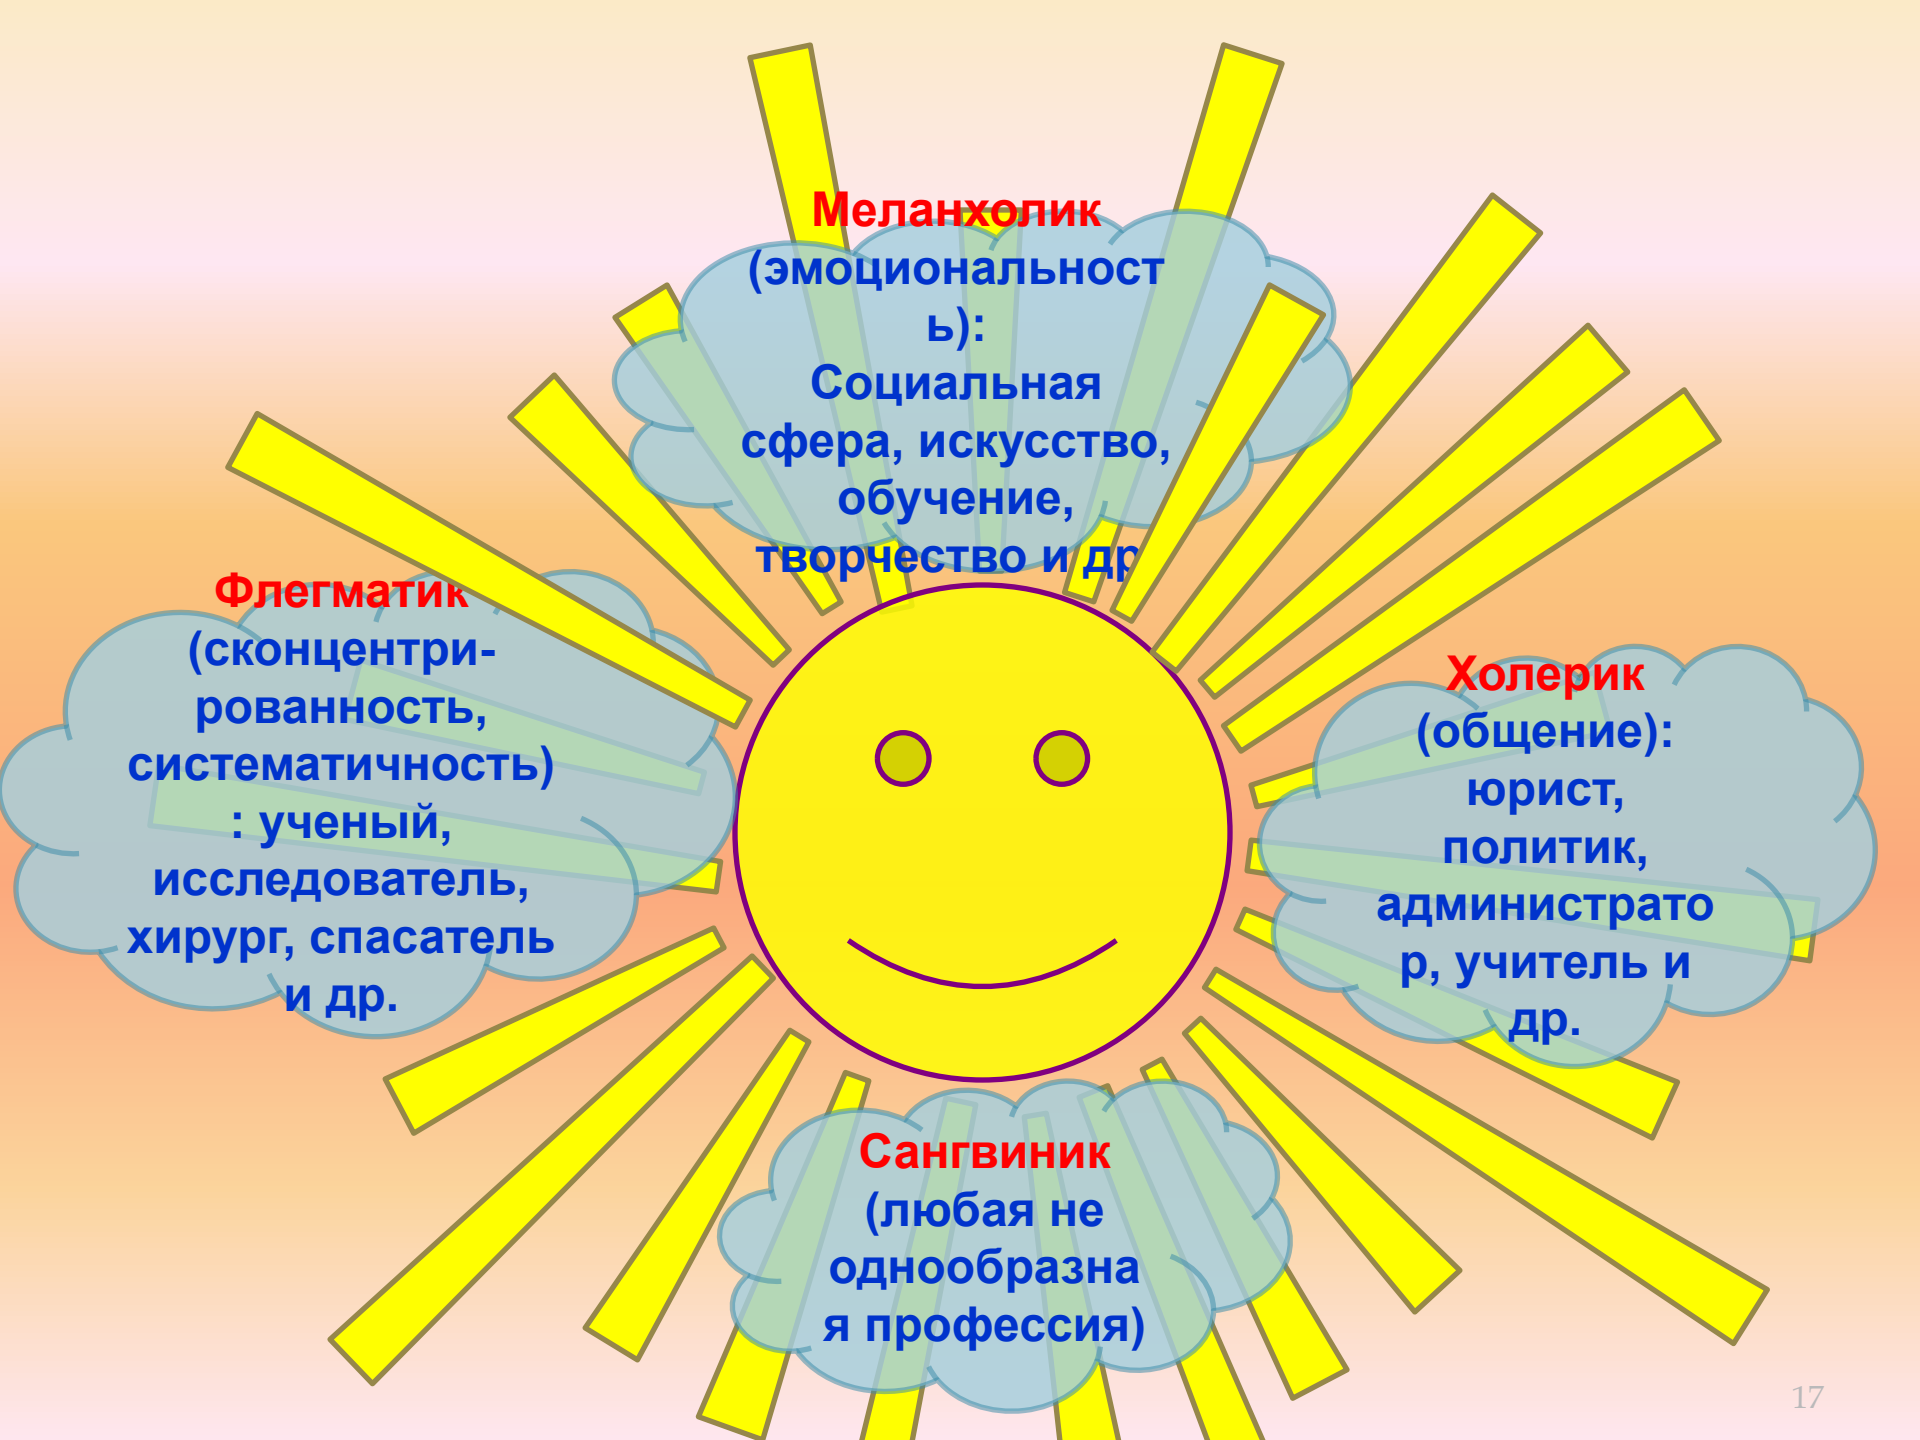 Меланхолик
(эмоциональност
ь):
Социальная
сфера, искусство,
обучение,
творчество и др
Флегматик
(сконцентри-
рованность,
систематичность)
: ученый,
исследователь,
хирург, спасатель
и др.
Холерик
(общение):
юрист,
политик,
администрато
р, учитель и
др.
Сангвиник
(любая не
однообразна
я профессия)
17